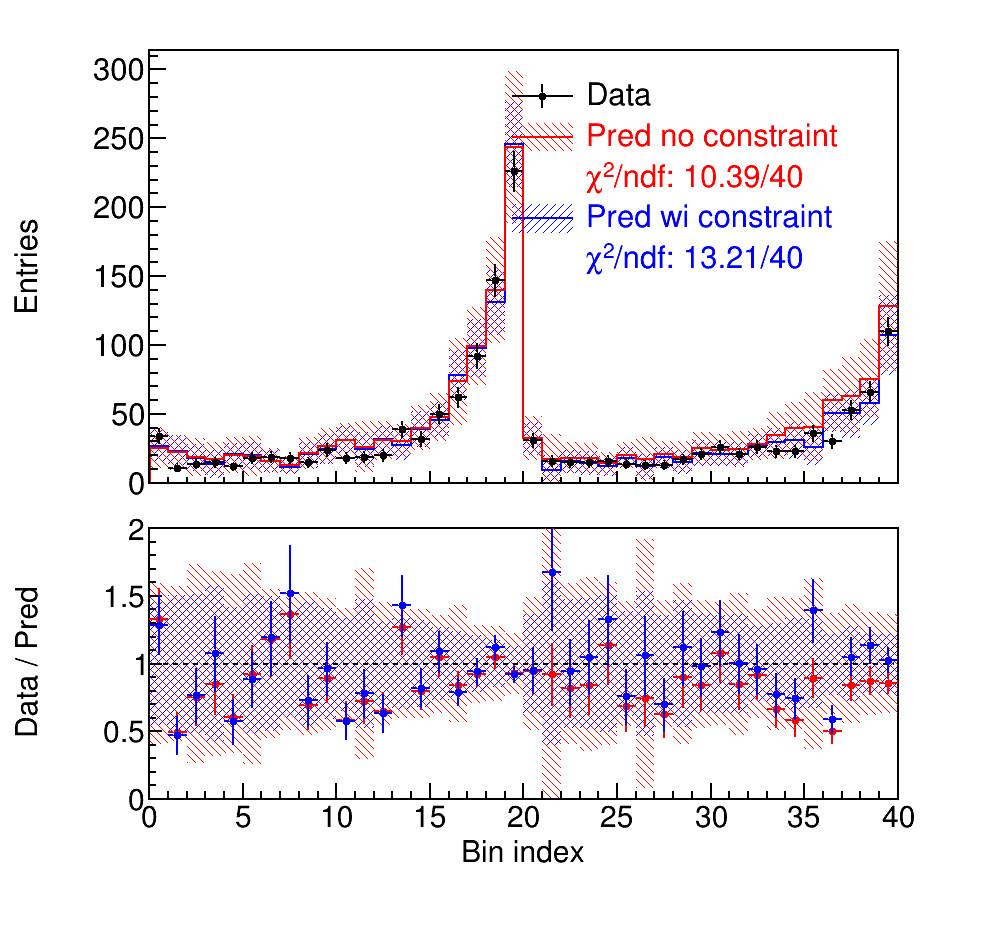 300
250
200
150
100
50
0
Entries
Data
Pred no constraint
χ²/ndf: 10.39/40
Pred wi constraint
χ²/ndf: 13.21/40
2
1.5
1
0.5
0
Data / Pred
0 5 10 15 20 25 30 35 40
Bin index